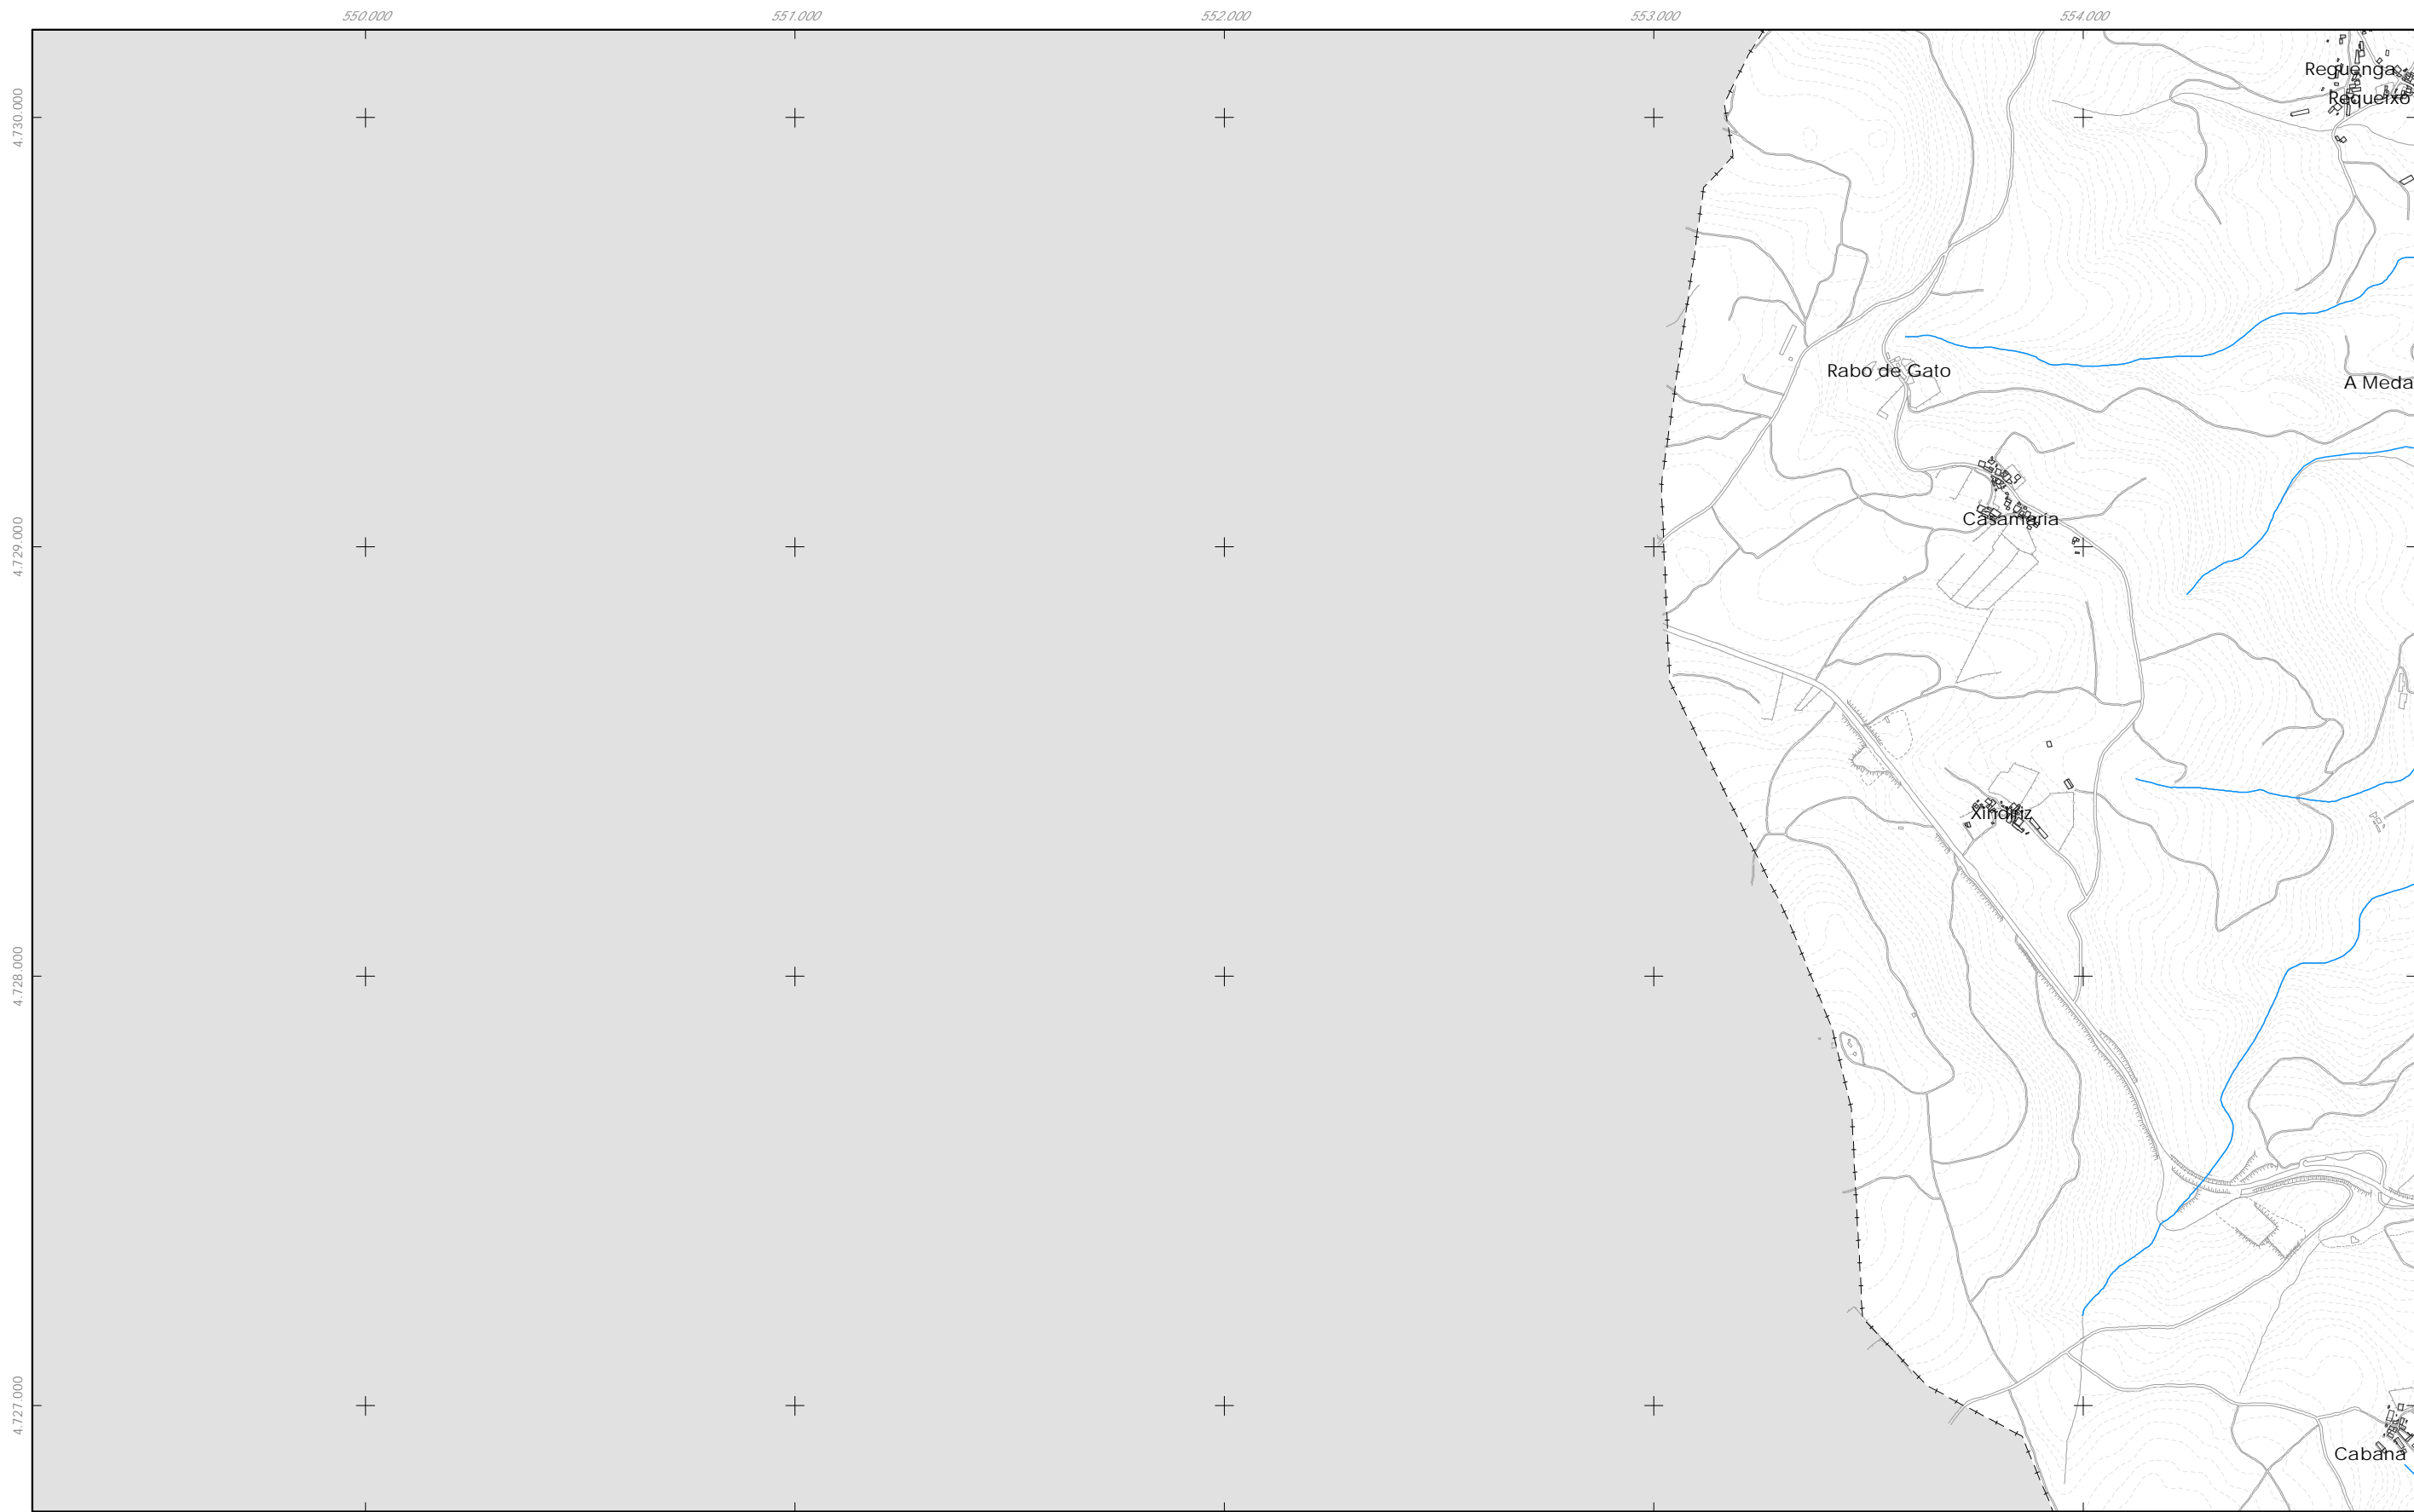 550.000 551.000 552.000 553.000 554.000
4.730.000
4.729.000
4.728.000
4.727.000
Reguenga
Requeixo
Rabo de Gato
A Meda
Casamaría
Xindiriz
Cabana